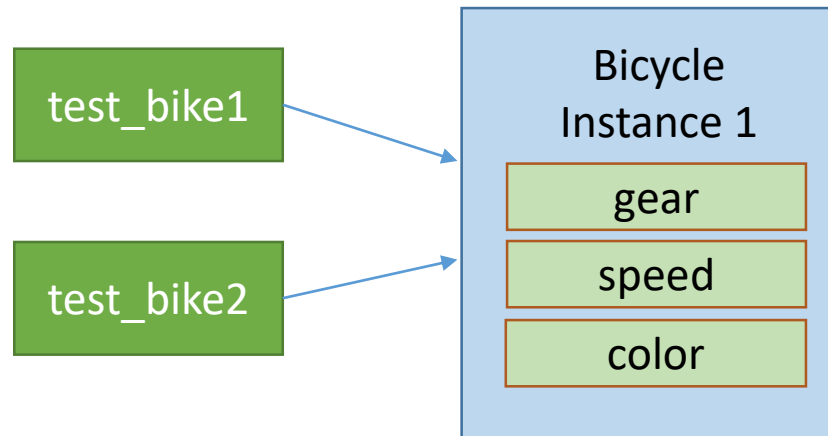 test_bike1
test_bike2
Bicycle
Instance 1
gear
speed
color